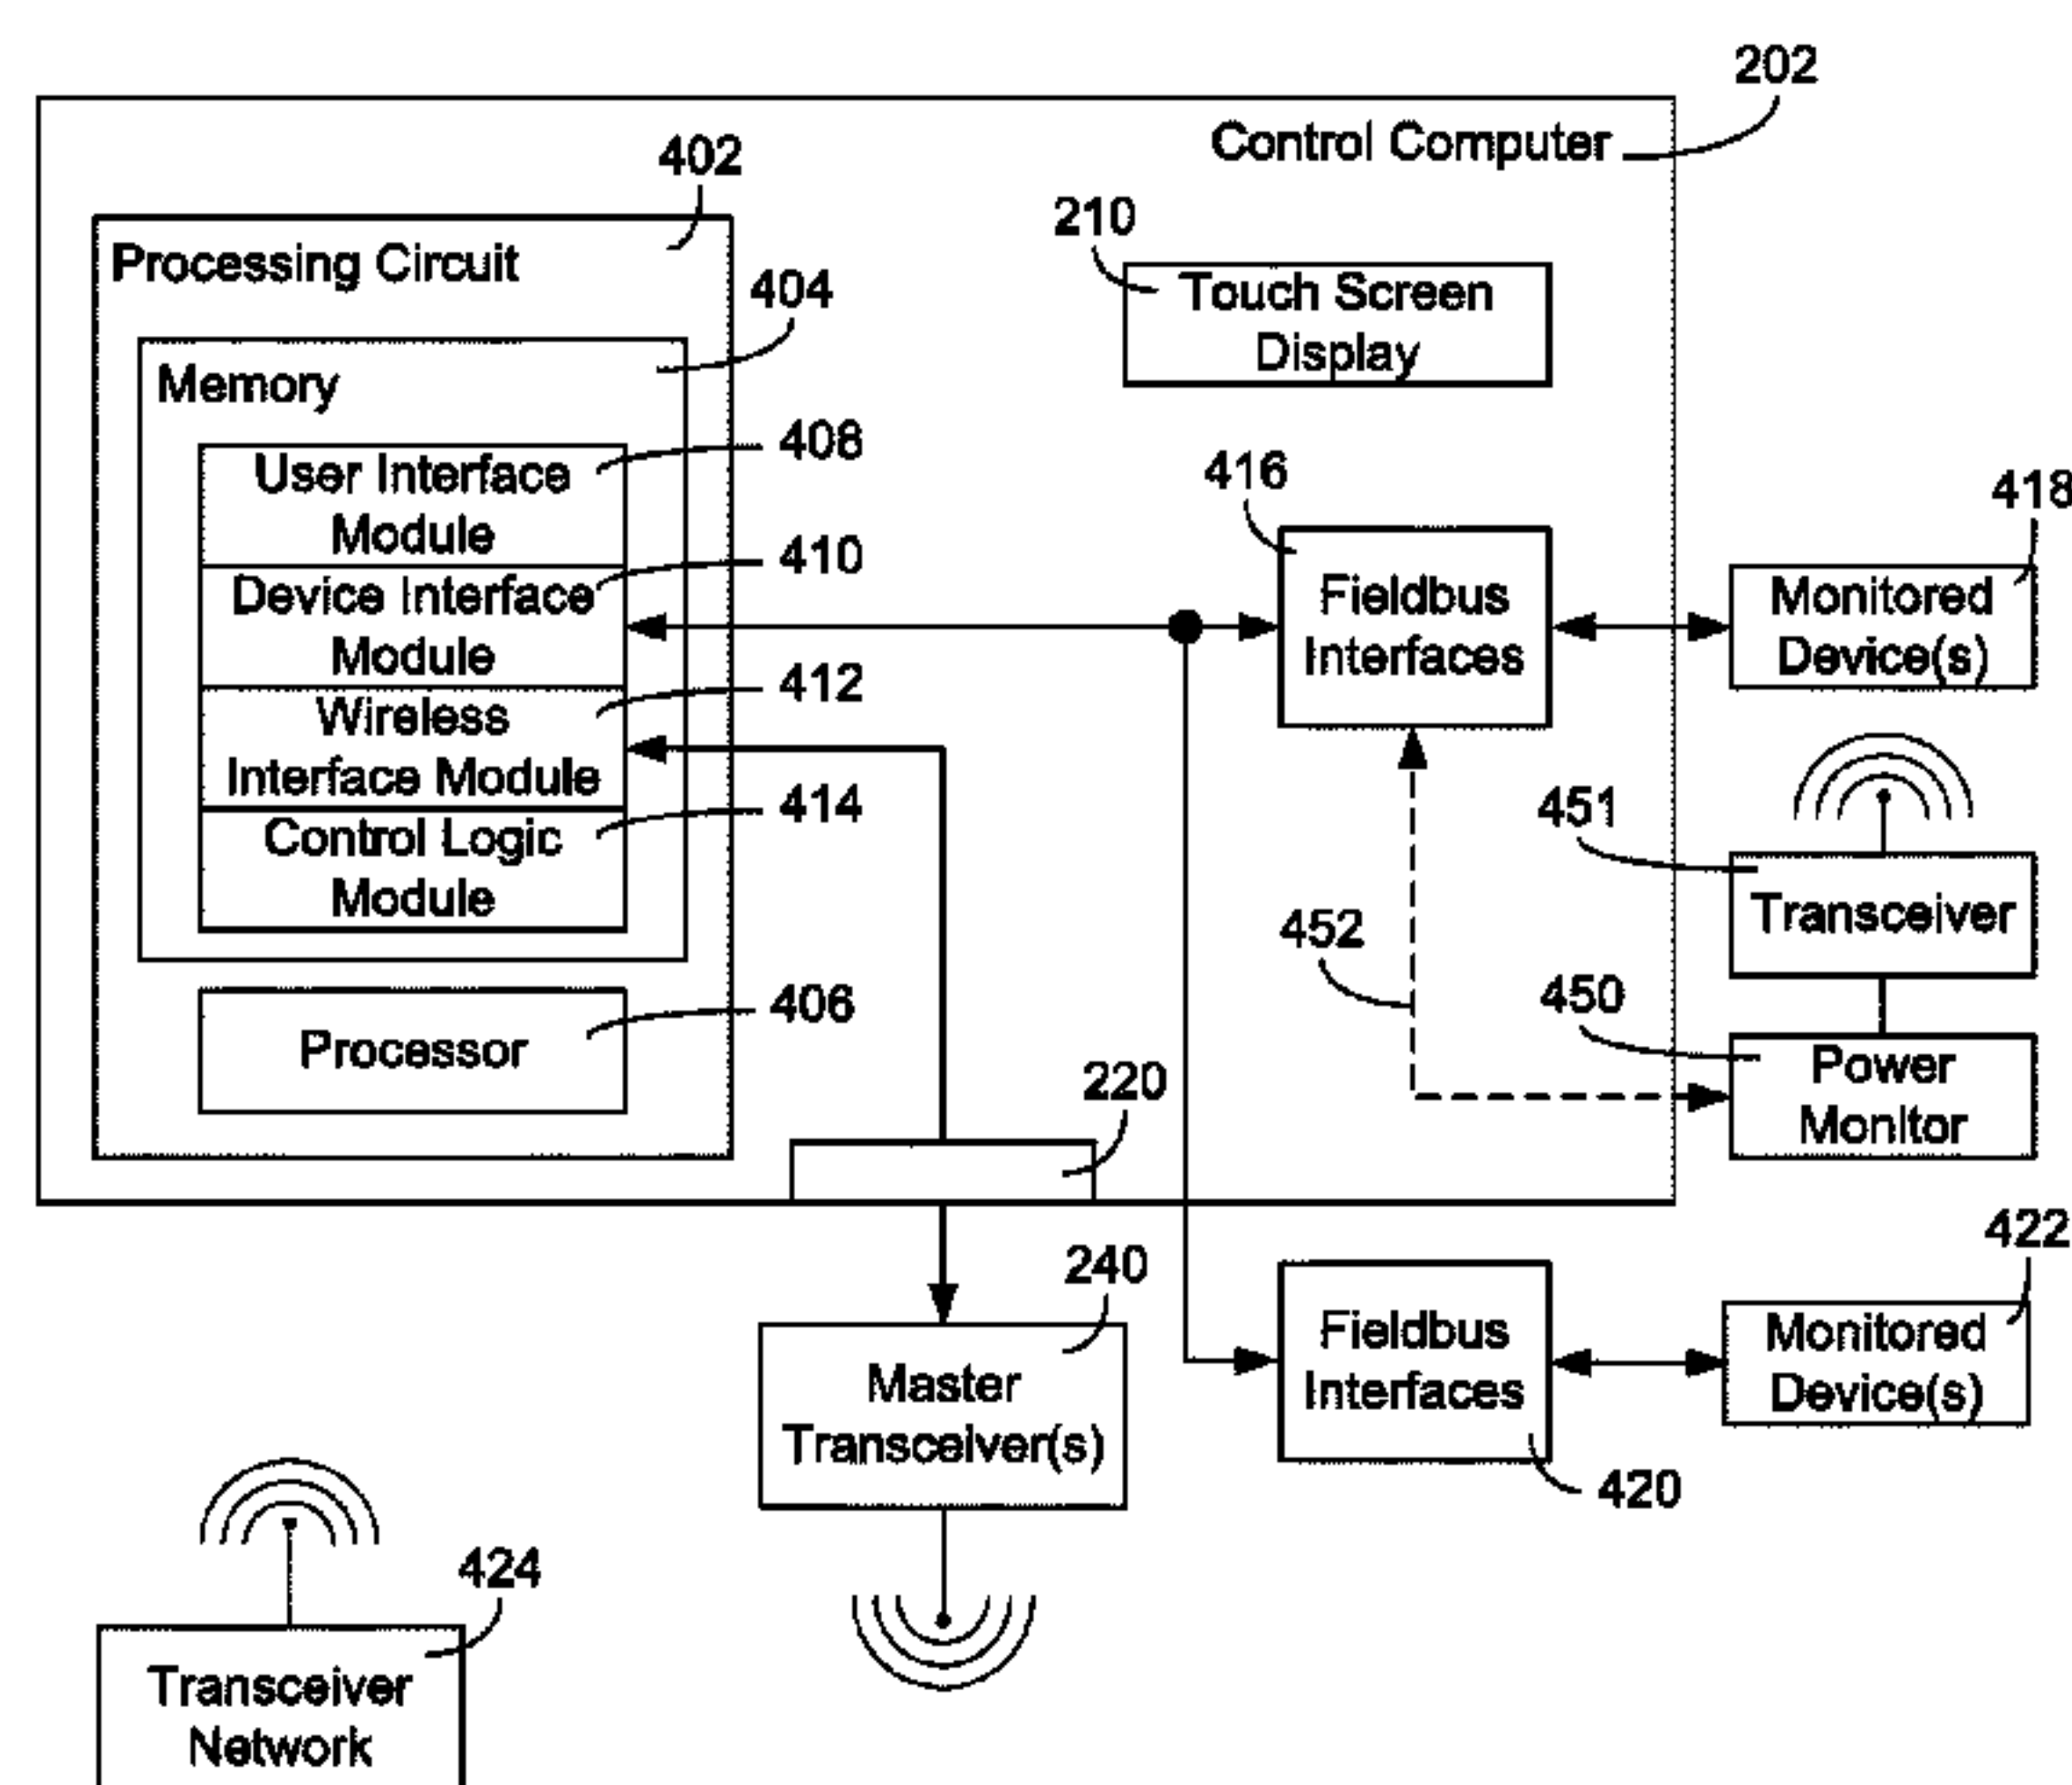 202
Control Computer
402
Processing Circuit
210
Touch Screen
Display
404
Memory
408
User Interface
Module
416
418
410
Device Interface
Module
Fieldbus
Interfaces
Monitored
Device(s)
412
Wireless
Interface Module
414
Control Logic
Module
451
Transceiver
452
450
Power
Monitor
406
Processor
220
422
240
Master
Transceiver(s)
Fieldbus
Interfaces
Monitored
Device(s)
420
424
Transceiver
Network